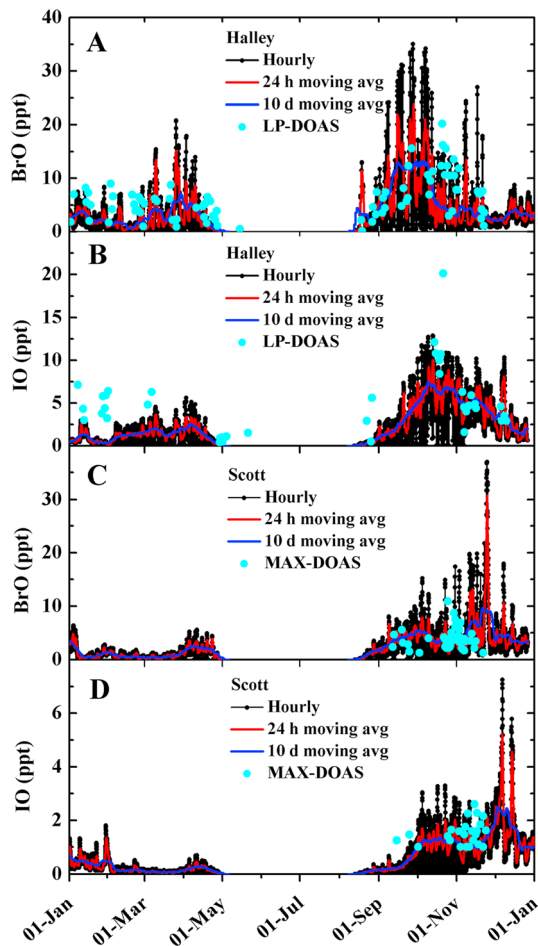 40
A
Halley
Hourly
24 h moving avg
10 d moving avg
LP-DOAS
30
20
10
0
BrO (ppt)
B
Halley
Hourly
24 h moving avg
10 d moving avg
LP-DOAS
20
15
10
5
0
IO (ppt)
C
Scott
Hourly
24 h moving avg
10 d moving avg
MAX-DOAS
30
20
10
0
BrO (ppt)
D
Scott
Hourly
24 h moving avg
10 d moving avg
MAX-DOAS
6
4
2
0
IO (ppt)
01-Jan 01-Mar 01-May 01-Jul 01-Sep 01-Nov 01-Jan